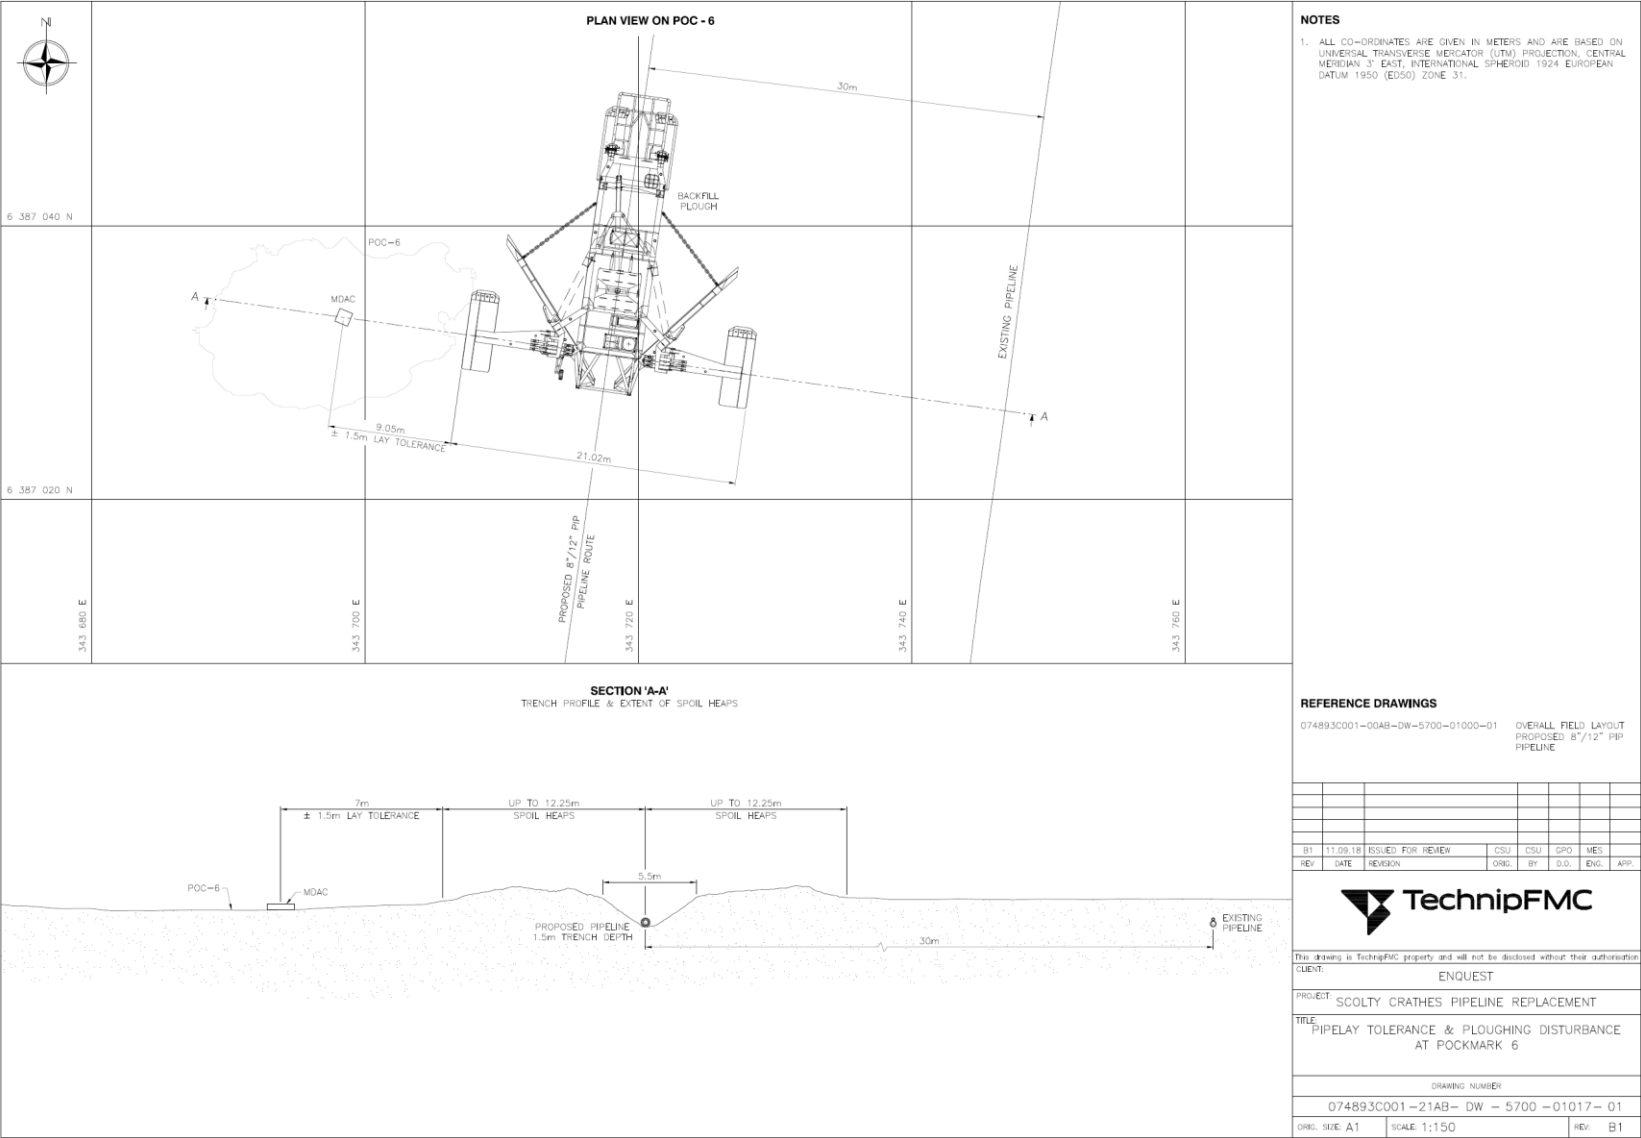 N
PLAN VIEW ON POC - 6
30m
BACKFILL
PLOUGH
6 387 040 N
POC-6
A
MDAC
EXISTING PIPELINE
A
9.05m
± 1.5m LAY TOLERANCE
21.02m
6 387 020 N
PROPOSED 8"/12" PIP
PIPELINE ROUTE
343 680 E
343 700 E
343 720 E
343 740 E
343 760 E
SECTION 'A-A'
TRENCH PROFILE & EXTENT OF SPOIL HEAPS
7m
± 1.5m LAY TOLERANCE
UP TO 12.25m
SPOIL HEAPS
UP TO 12.25m
SPOIL HEAPS
5.5m
POC-6
MDAC
PROPOSED PIPELINE
1.5m TRENCH DEPTH
30m
EXISTING
PIPELINE
NOTES
1. ALL CO-ORDINATES ARE GIVEN IN METERS AND ARE BASED ON
UNIVERSAL TRANSVERSE MERCATOR (UTM) PROJECTION, CENTRAL
MERIDIAN 3° EAST, INTERNATIONAL SPHEROID 1924 EUROPEAN
DATUM 1950 (ED50) ZONE 31.
REFERENCE DRAWINGS
074893C001-00AB-DW-5700-01000-01 OVERALL FIELD LAYOUT
PROPOSED 8"/12" PIP
PIPELINE
B1 11.09.18 ISSUED FOR REVIEW CSU CSU GPO MES
REV DATE REVISION ORIG. BY D.O. ENG. APP.
TechnipFMC
This drawing is TechnipFMC property and will not be disclosed without their authorisation
CLIENT: ENQUEST
PROJECT: SCOLTY CRATHES PIPELINE REPLACEMENT
TITLE: PIPELAY TOLERANCE & PLOUGHING DISTURBANCE
AT POCKMARK 6
DRAWING NUMBER
074893C001-21AB- DW - 5700 -01017- 01
ORIG. SIZE: A1 SCALE 1:150 REV: B1